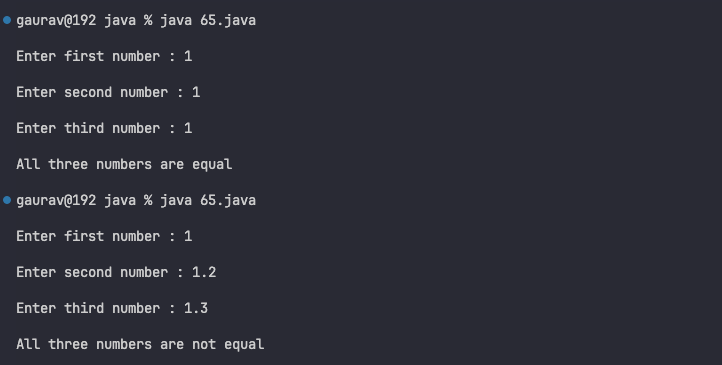 gaurav@192 java % java 65.java
Enter first number : 1
Enter second number : 1
Enter third number : 1
All three numbers are equal
gaurav@192 java % java 65.java
Enter first number : 1
Enter second number : 1.2
Enter third number : 1.3
All three numbers are not equal